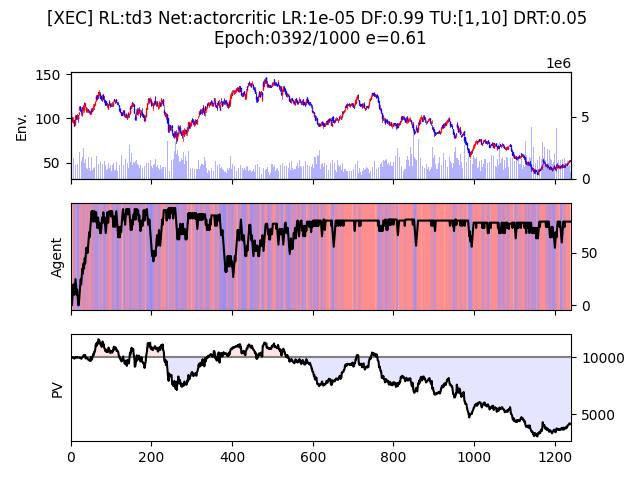 [XEC] RL:td3 Net:actorcritic LR:1e-05 DF:0.99 TU:[1,10] DRT:0.05
Epoch:0392/1000 e=0.61
1e6
150
100
50
Env.
5
0
Agent
50
0
PV
10000
5000
0 200 400 600 800 1000 1200